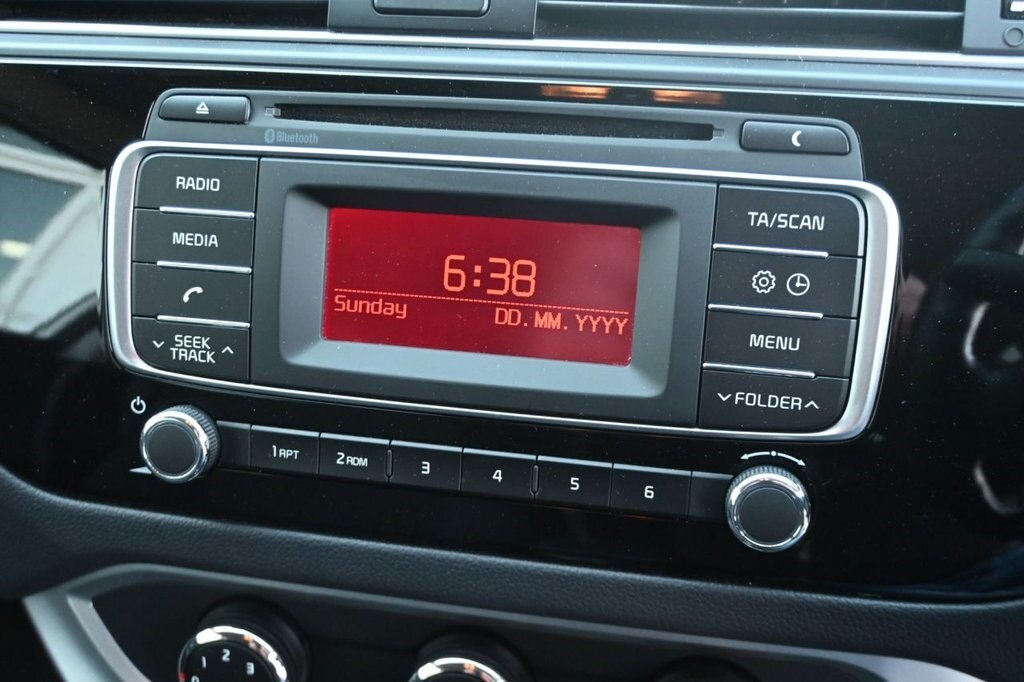 Bluetooth
RADIO
MEDIA
SEEK
TRACK
6:38
Sunday
DD.MM.YYYY
TA/SCAN
MENU
FOLDER
1 RPT
2 RDM
3
4
5
6
1 2 3